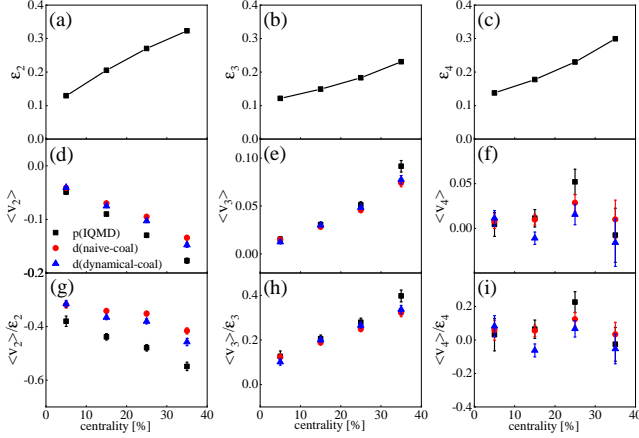 (a) (b) (c)
ε2 0.4 0.3 0.2 0.1 0.0
ε3 0.4 0.3 0.2 0.1 0.0
ε4 0.4 0.3 0.2 0.1 0.0
(d) (e) (f)
<v2> 0.0 -0.1 -0.2
<v3> 0.10 0.05 0.00
<v4> 0.05 0.00
p(IQMD)
d(naive-coal)
d(dynamical-coal)
(g) (h) (i)
<v2>/ε2 -0.4 -0.6
<v3>/ε3 0.4 0.2 0.0
<v4>/ε4 0.2 0.0 -0.2 -0.4
0 10 20 30 40
0 10 20 30 40
0 10 20 30 40
centrality [%] centrality [%] centrality [%]